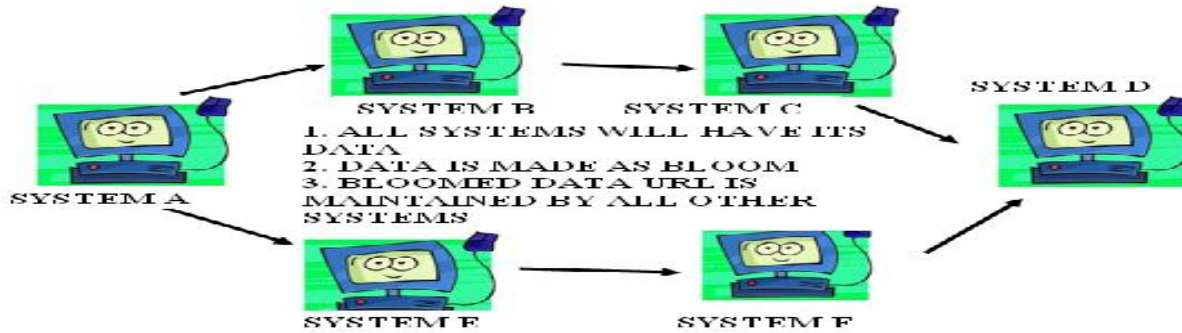 SYSTEM B
SYSTEM C
SYSTEM D
1. ALL SYSTEMS WILL HAVE ITS
DATA
2. DATA IS MADE AS BLOOM
3. BLOOMED DATA URL IS
MAINTAINED BY ALL OTHER
SYSTEMS
SYSTEM A
SYSTEM E
SYSTEM F